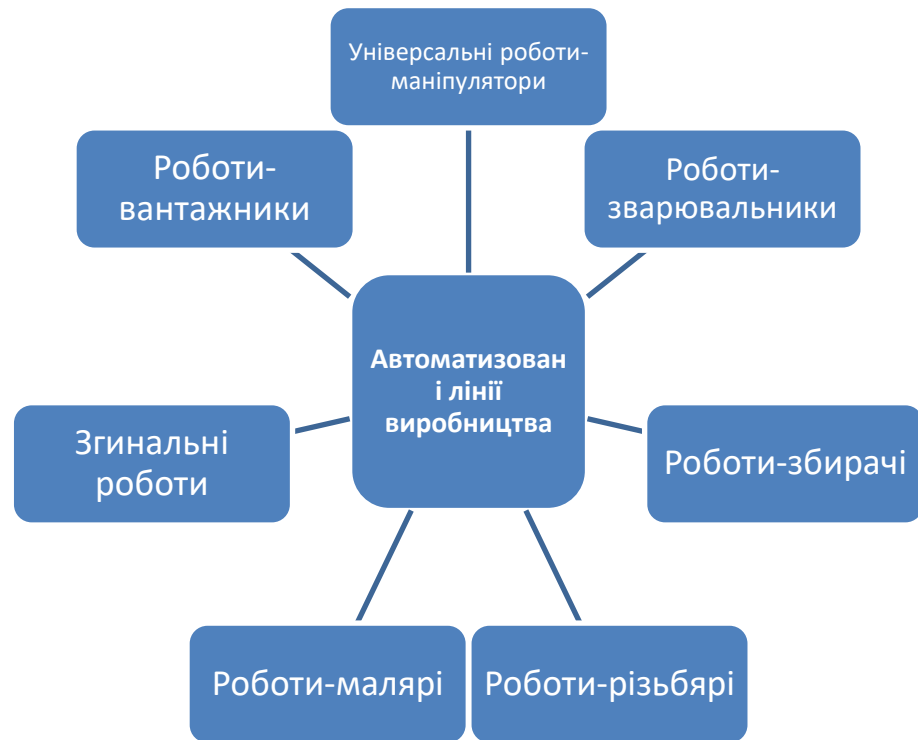 Універсальні роботи-
маніпулятори
Роботи-
зварювальники
Роботи-збирачі
Роботи-різьбярі
Роботи-малярі
Згинальні
роботи
Роботи-
вантажники
Автоматизован
і лінії
виробництва